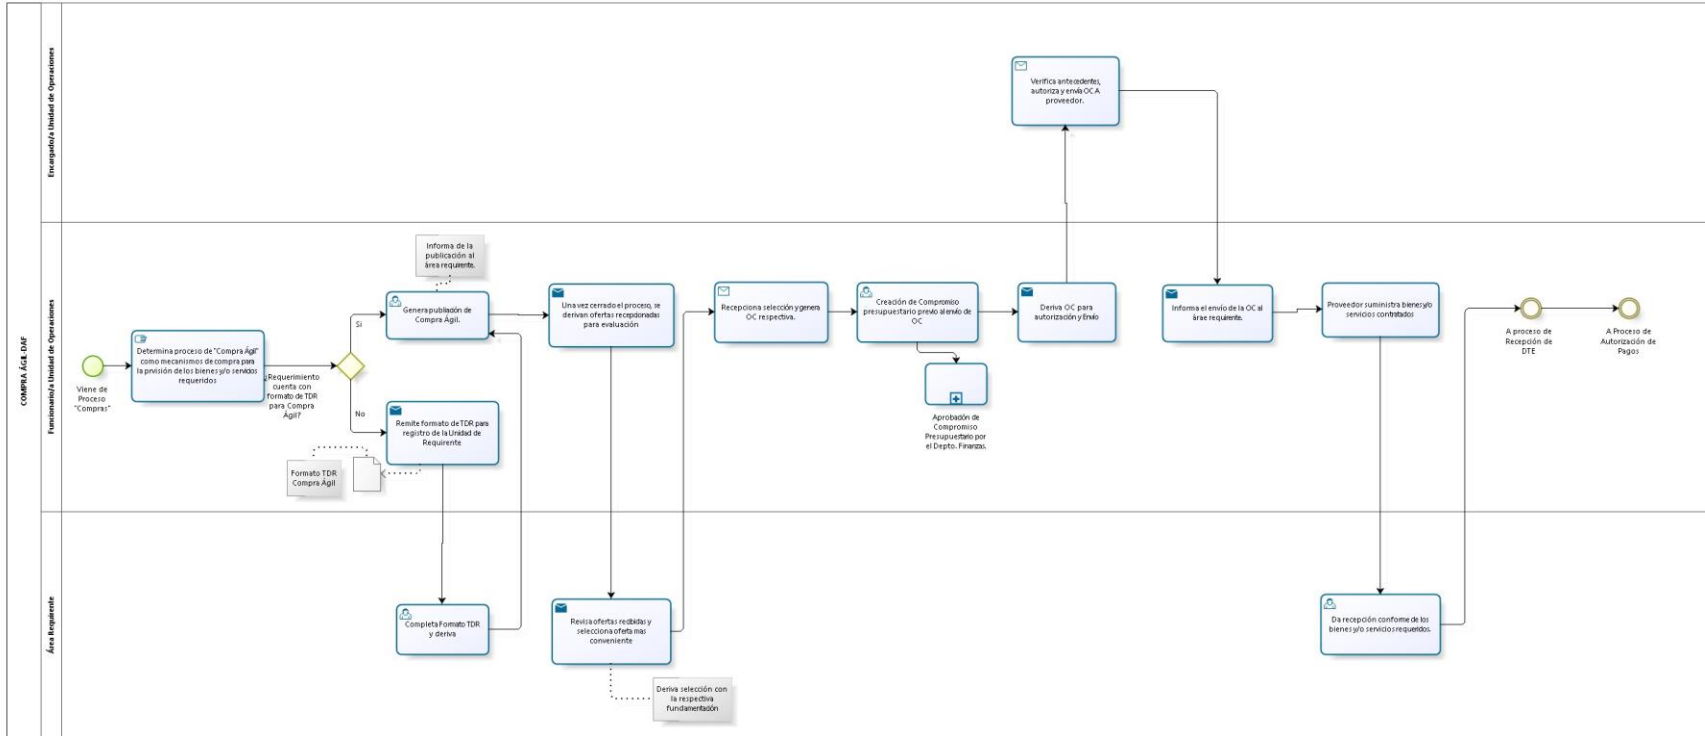 COMPRA ÁGIL-DAF
Encargado/a Unidad de Operaciones
Verifica antecedentes,
autoriza y envía OC A
proveedor.
Funcionario/a Unidad de Operaciones
Viene de
Proceso
"Compras"
Determina proceso de "Compra Ágil"
como mecanismos de compra para
la prvisión de los bienes y/o servicios
requeridos
¿Requerimiento
cuenta con
formato de TDR
para Compra
Ágil?
Si
No
Informa de la
publicación al
área requirente.
Genera publiación de
Compra Ágil.
Remite formato de TDR para
registro de la Unidad de
Requirente
Formato TDR
Compra Ágil
Una vez cerrado el proceso, se
derivan ofertas recepcionadas
para evaluación
Recepciona selección y genera
OC respectiva.
Creación de Compromiso
presupuestario previo al envío de
OC
Aprobación de
Compromiso
Presupuestario por
el Depto. Finanzas.
Deriva OC para
autorización y Envío
Informa el envío de la OC al
árae requirente.
Proveedor suministra bienes y/o
servicios contratados
A proceso de
Recepción de
DTE
A Proceso de
Autorización de
Pagos
Área Requirente
Completa Formato TDR
y deriva
Revisa ofertas recibidas y
selecciona oferta mas
conveniente
Deriva selección con
la respectiva
fundamentación
Da recepción conforme de los
bienes y/o servicios requeridos.